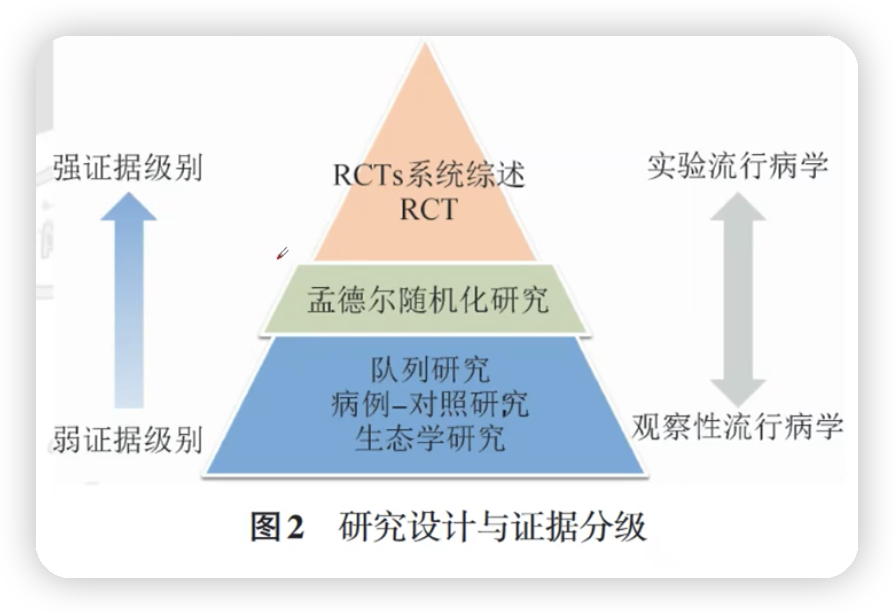 强证据级别
RCTs系统综述
RCT
实验流行病学
孟德尔随机化研究
队列研究
病例-对照研究
生态学研究
弱证据级别
观察性流行病学
图2 研究设计与证据分级